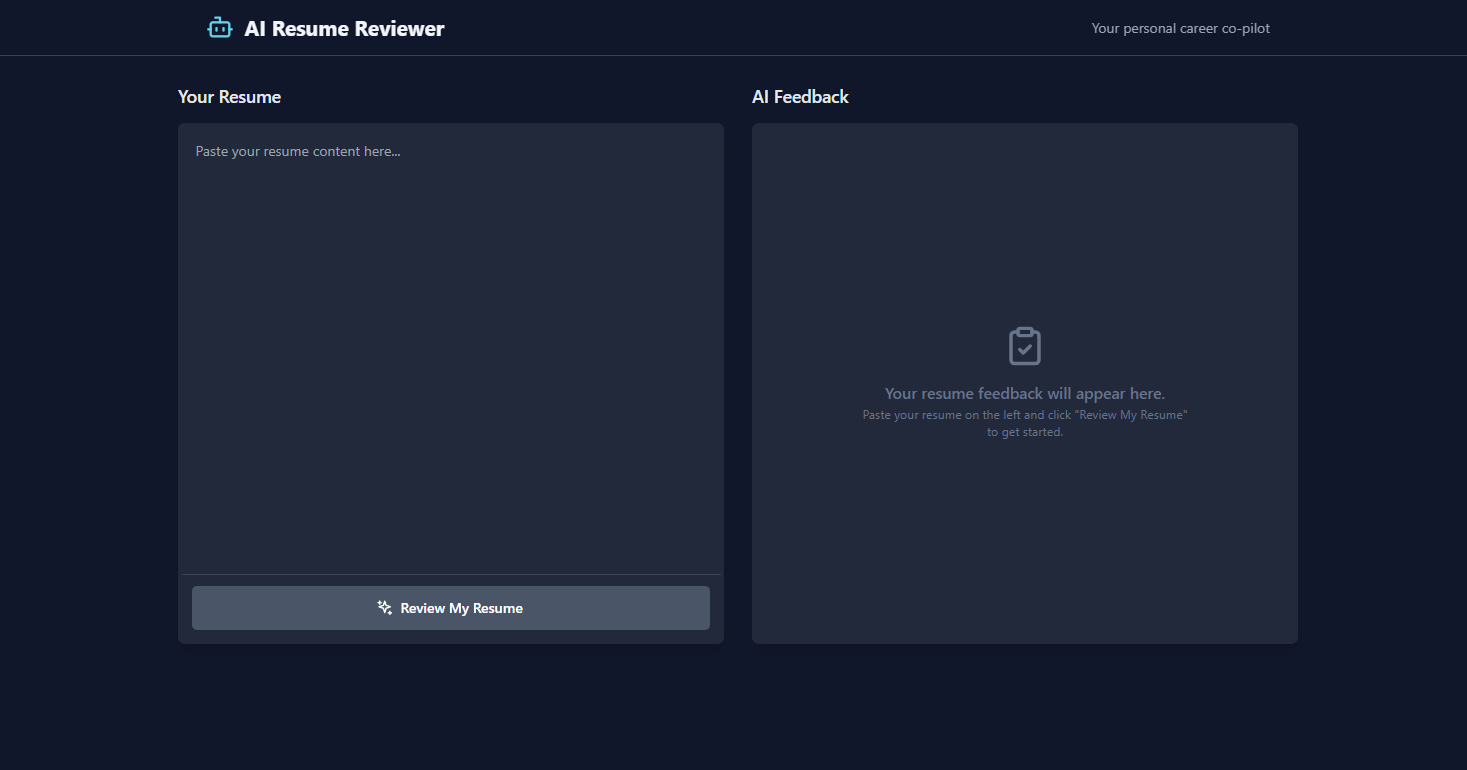 AI Resume Reviewer
Your personal career co-pilot
Your Resume
Paste your resume content here...
Review My Resume
AI Feedback
Your resume feedback will appear here.
Paste your resume on the left and click "Review My Resume"
to get started.